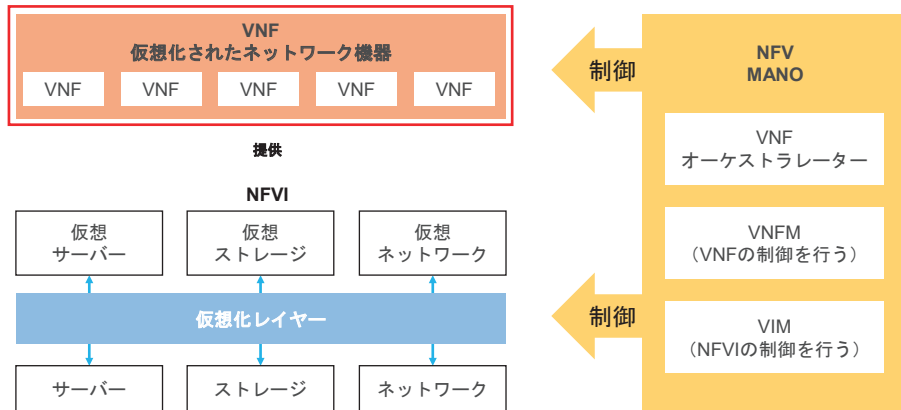 VNF
仮想化されたネットワーク機器
VNF
VNF
VNF
VNF
VNF
提供
NFVI
仮想
サーバー
仮想
ストレージ
仮想
ネットワーク
仮想化レイヤー
サーバー
ストレージ
ネットワーク
制御
制御
NFV
MANO
VNF
オーケストラレーター
VNFM
（VNFの制御を行う）
VIM
（NFVIの制御を行う）